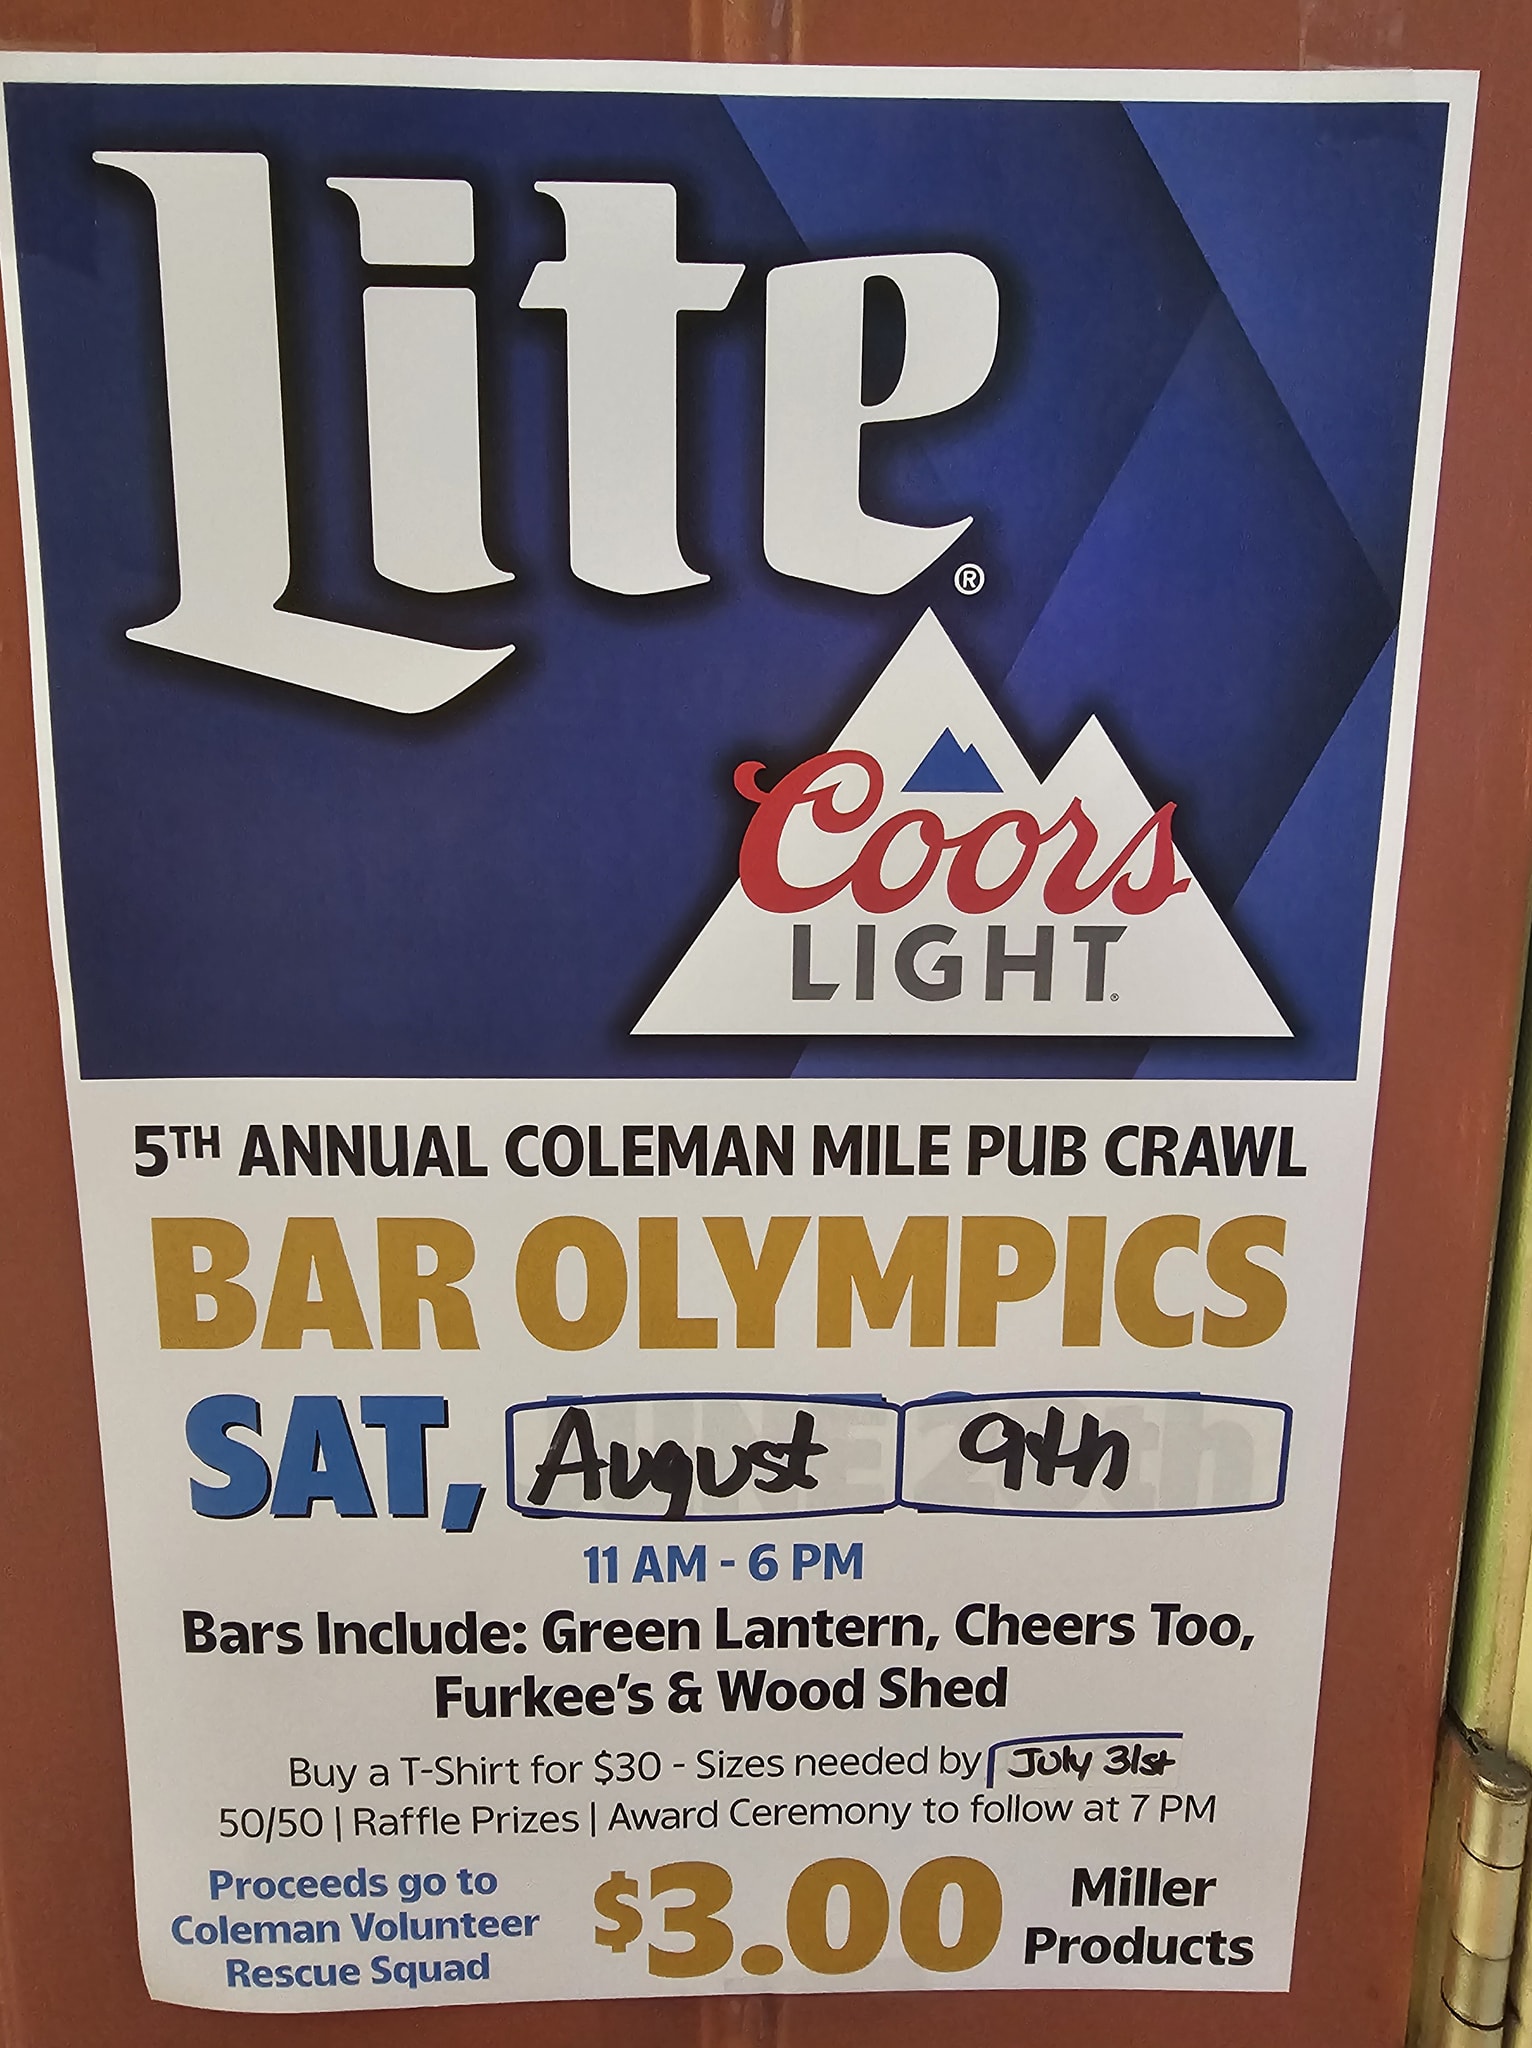 Lite®
Coors
LIGHT®
5TH ANNUAL COLEMAN MILE PUB CRAWL
BAR OLYMPICS
SAT, August 9th
11 AM - 6 PM
Bars Include: Green Lantern, Cheers Too,
Furkee's & Wood Shed
Buy a T-Shirt for $30 - Sizes needed by July 31st
50/50 | Raffle Prizes | Award Ceremony to follow at 7 PM
Proceeds go to
Coleman Volunteer
Rescue Squad
$3.00
Miller
Products